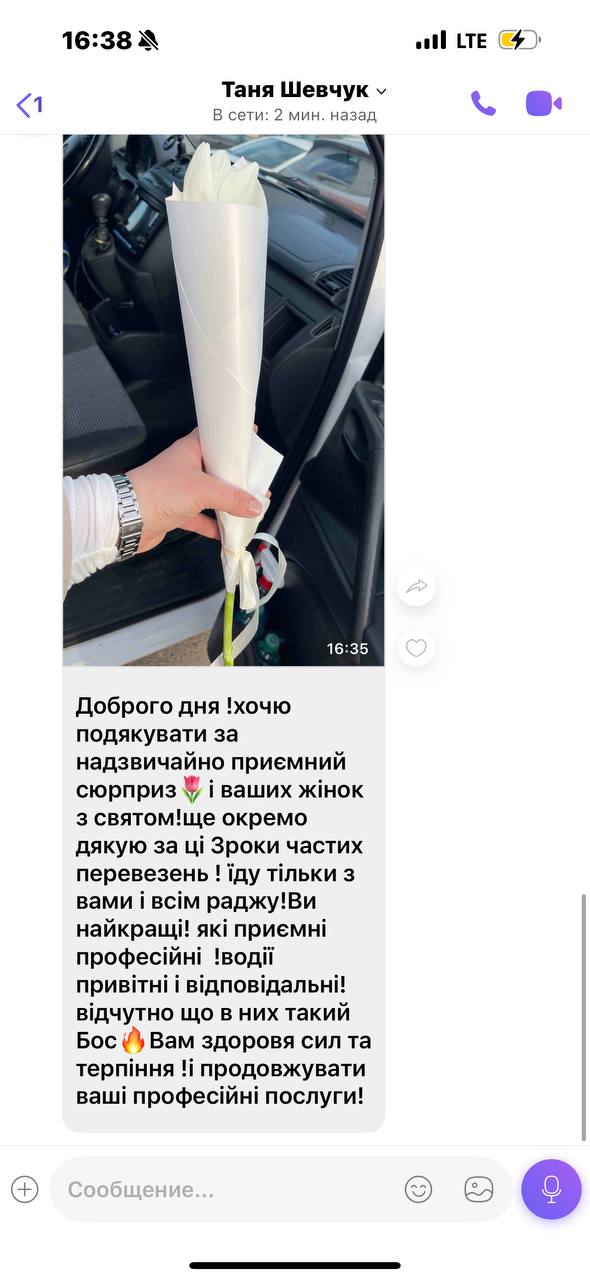 16:38
LTE
1
Таня Шевчук
В сети: 2 мин. назад
16:35
Доброго дня !хочю
подякувати за
надзвичайно приємний
сюрприз🌷і ваших жінок
з святом!ще окремо
дякую за ці 3роки частих
перевезень ! їду тільки з
вами і всім раджу!Ви
найкращі! які приємні
професійні  !водії
привітні і відповідальні!
відчутно що в них такий
Бос🔥Вам здоровя сил та
терпіння !і продовжувати
ваші професійні послуги!
Сообщение...